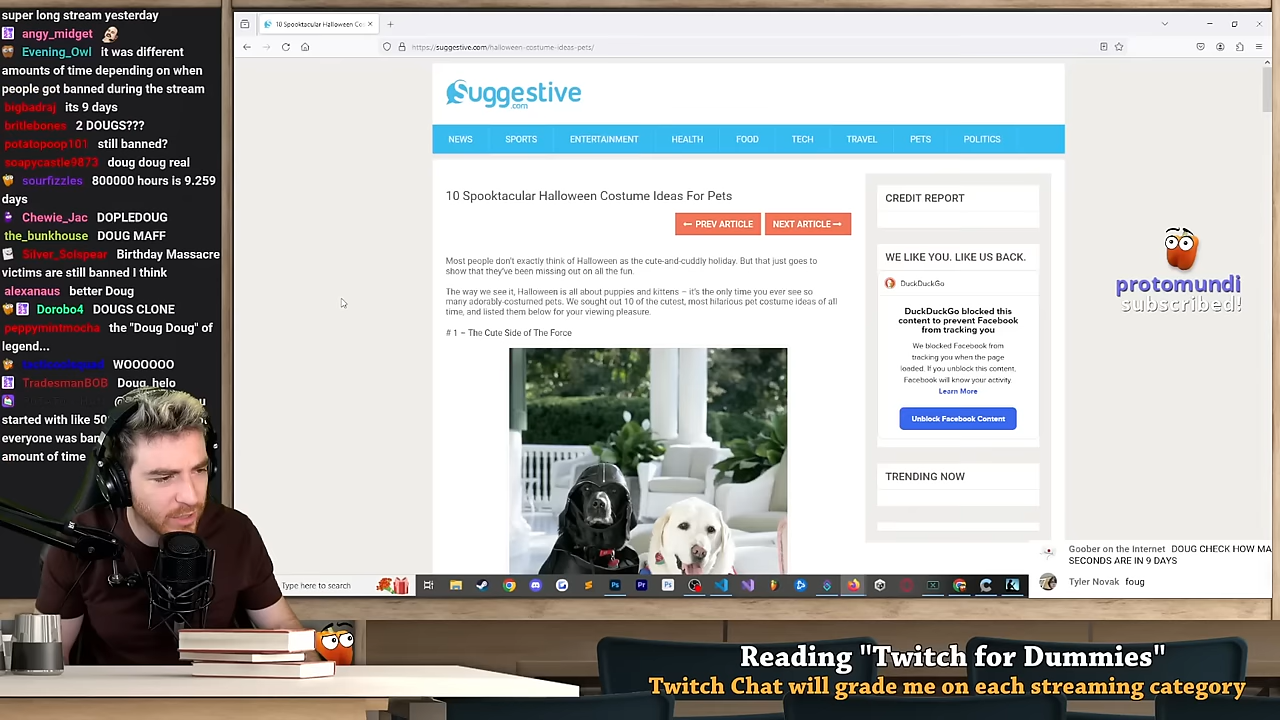 super long stream yesterday
angy_midget
Evening_Owl it was different
amounts of time depending on when
people got banned during the stream
bigbadraj its 9 days
britlebones 2 DOUGS???
potatopoop101 still banned?
soapycastle9873 doug doug real
sourfizzles 800000 hours is 9.259
days
Chewie_Jac DOPLEDOUG
the_bunkhouse DOUG MAFF
Silver_Solspear Birthday Massacre
victims are still banned I think
alexanaus better Doug
Dorobo4 DOUGS CLONE
peppymintmocha the "Doug Doug" of
legend...
WOOOOOO
TradesmanBOB Doug, helo
started with like
everyone was
amount of time
10 Spooktacular Halloween Cos
https://suggestive.com/halloween-costume-ideas-pets/
Suggestive
.com
NEWS SPORTS ENTERTAINMENT HEALTH FOOD TECH TRAVEL PETS POLITICS
10 Spooktacular Halloween Costume Ideas For Pets
← PREV ARTICLE NEXT ARTICLE →
Most people don't exactly think of Halloween as the cute-and-cuddly holiday. But that just goes to
show that they've been missing out on all the fun.
The way we see it, Halloween is all about puppies and kittens – it's the only time you ever see so
many adorably-costumed pets. We sought out 10 of the cutest, most hilarious pet costume ideas of all
time, and listed them below for your viewing pleasure.
# 1 – The Cute Side of The Force
CREDIT REPORT
WE LIKE YOU. LIKE US BACK.
DuckDuckGo
DuckDuckGo blocked this
content to prevent Facebook
from tracking you
We blocked Facebook from
tracking you when the page
loaded. If you unblock this content,
Facebook will know your activity.
Learn More
Unblock Facebook Content
TRENDING NOW
protomundi
subscribed!
Goober on the Internet DOUG CHECK HOW MA
SECONDS ARE IN 9 DAYS
Tyler Novak foug
Type here to search
Reading "Twitch for Dummies"
Twitch Chat will grade me on each streaming category